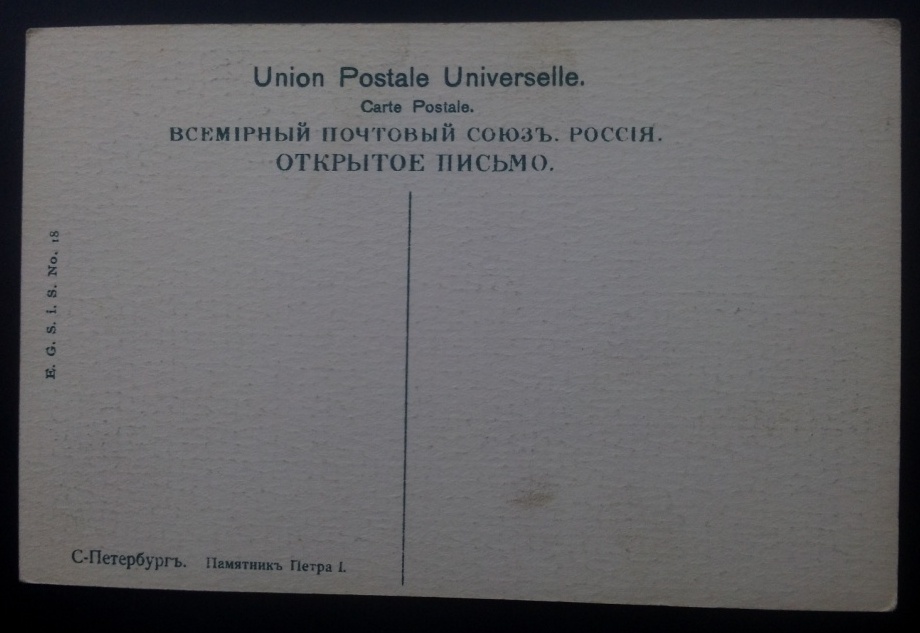 Union Postale Universelle.
Carte Postale.
ВСЕМІРНЫЙ ПОЧТОВЫЙ СОЮЗЪ. РОССІЯ.
ОТКРЫТОЕ ПИСЬМО.
E. G. S. i. S. No. 18
С-Петербургъ. Памятникъ Петра I.